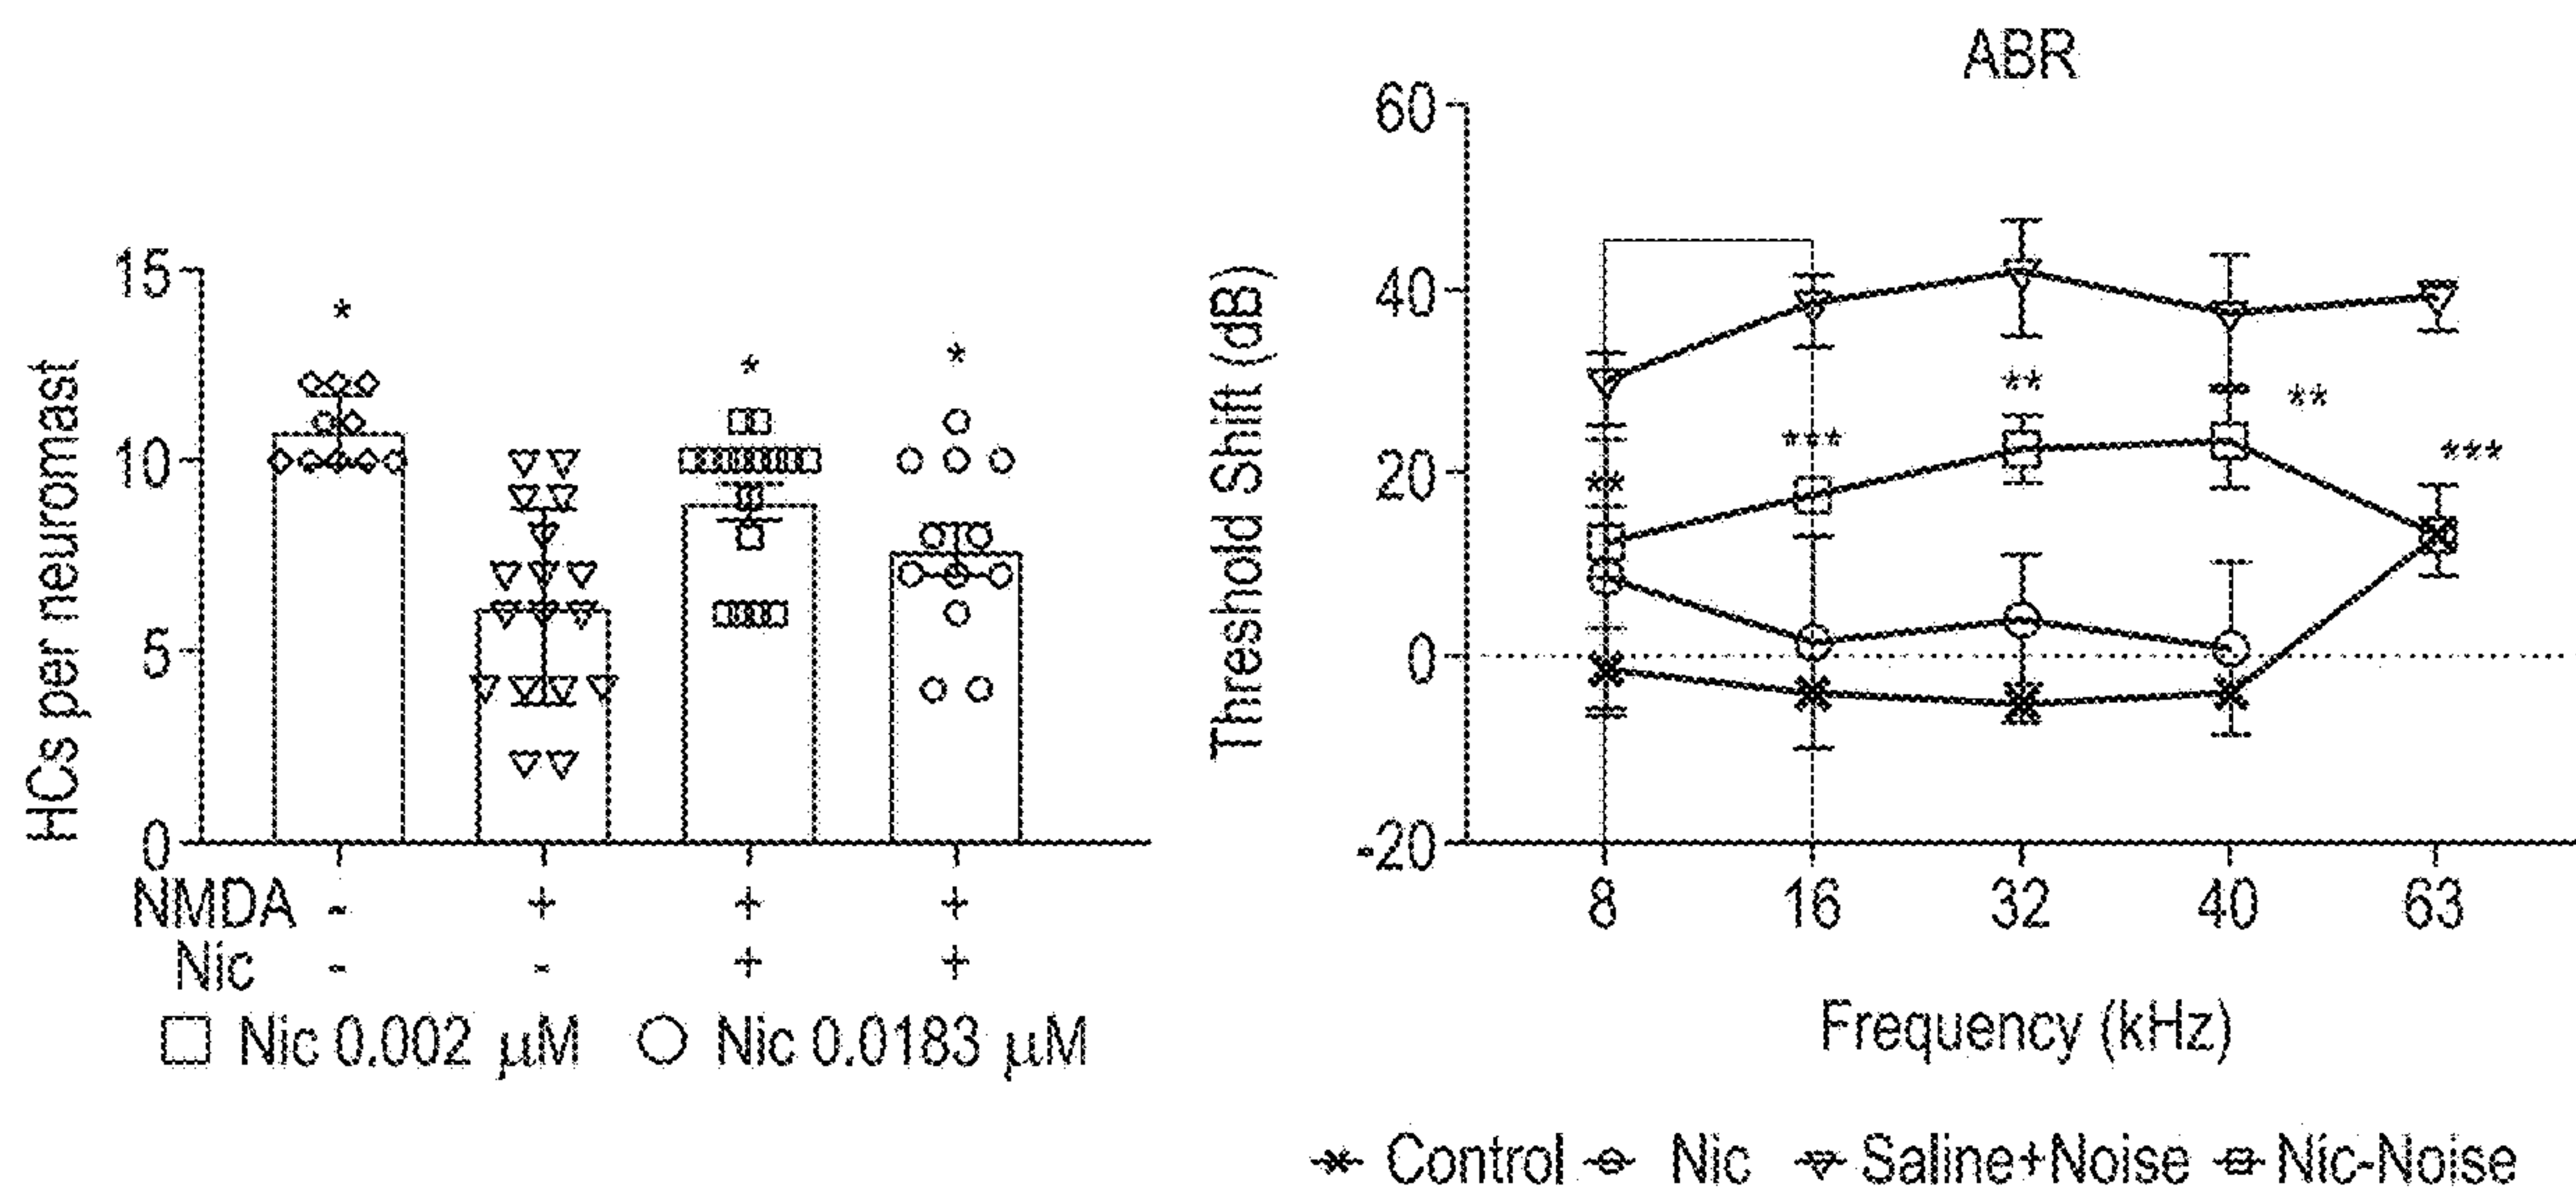 HCs per neuromast
15
10
5
0
*
*
*
NMDA - + + +
Nic - - + +
Nic 0.002 µM Nic 0.0183 µM
ABR
Threshold Shift (dB)
60
40
20
0
-20
**
***
**
**
***
8 16 32 40 63
Frequency (kHz)
Control Nic Saline+Noise Nic-Noise